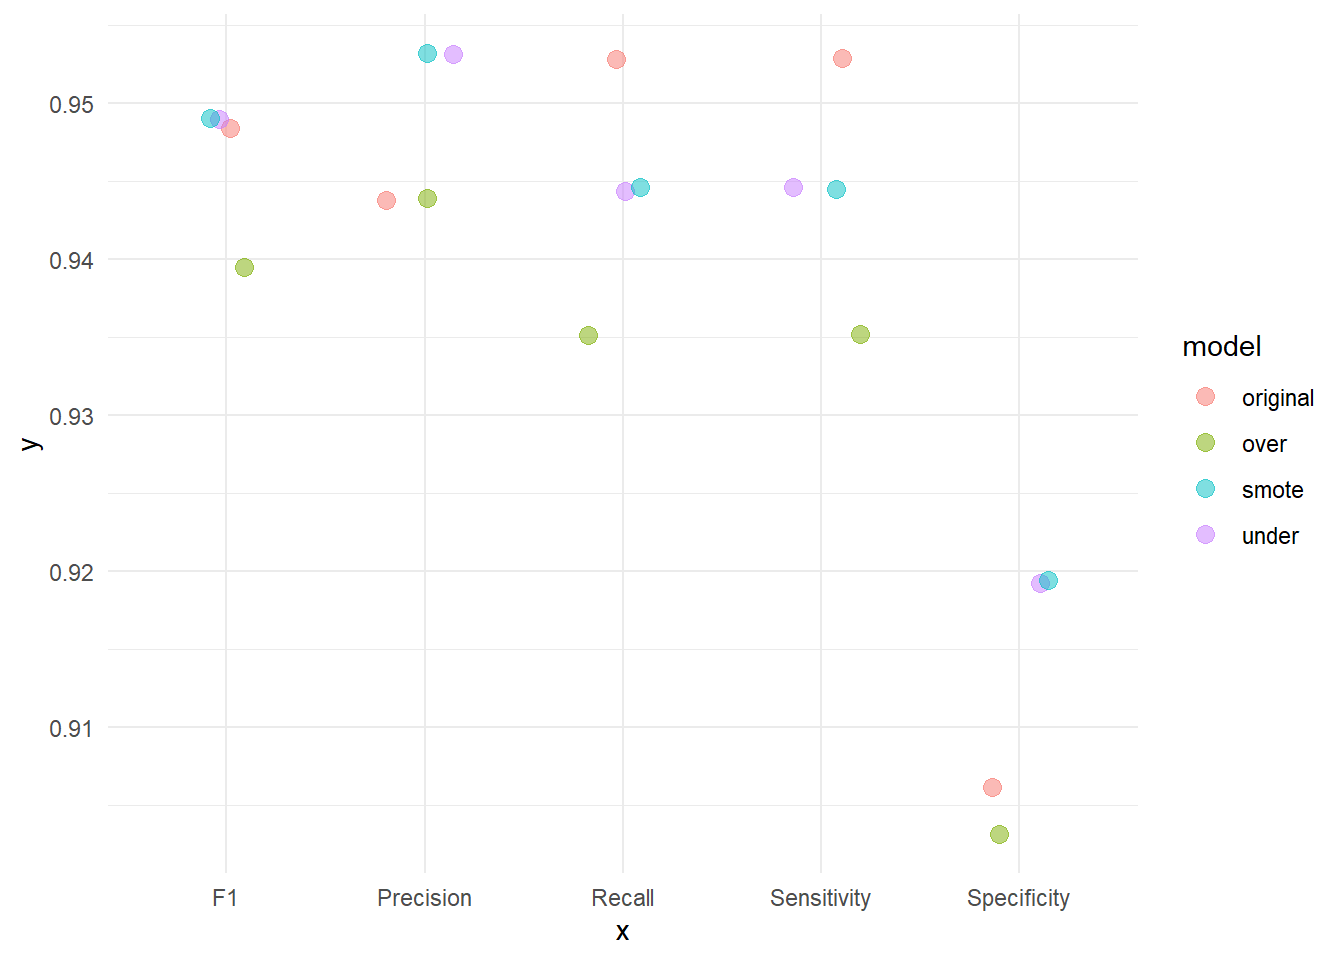 0.95
0.94
0.93
0.92
0.91
y
F1 Precision Recall Sensitivity Specificity
x
model
original
over
smote
under